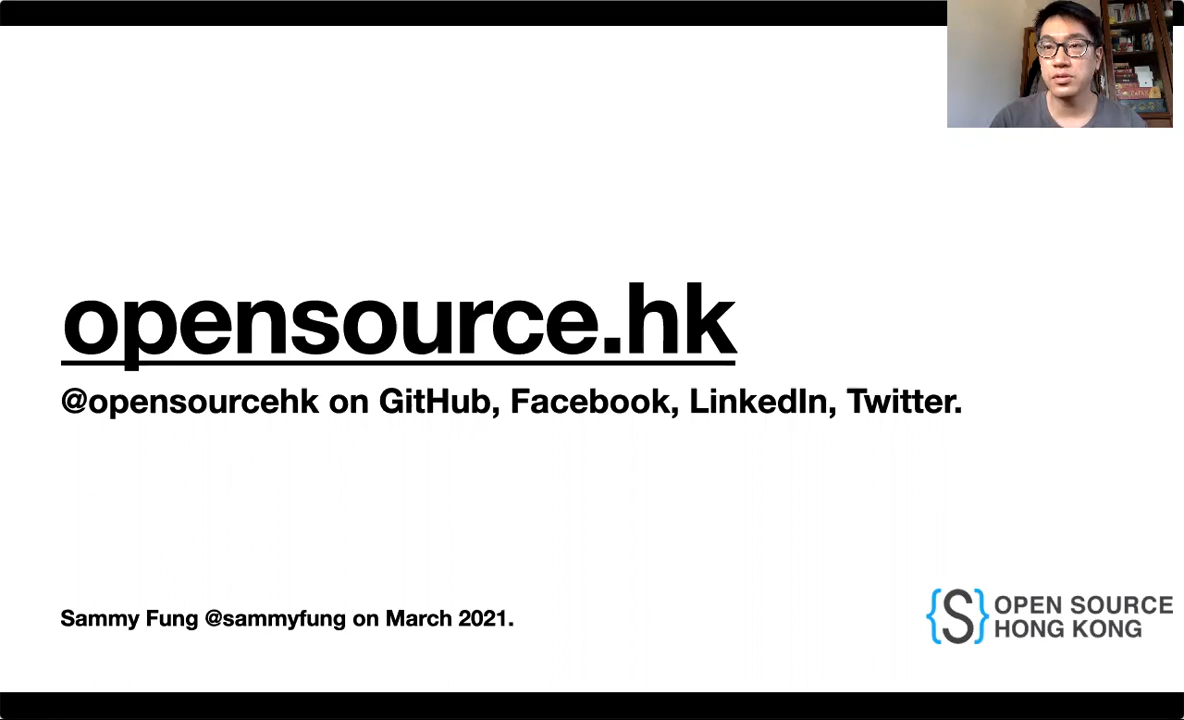 opensource.hk
@opensourcehk on GitHub, Facebook, LinkedIn, Twitter.
Sammy Fung @sammyfung on March 2021.
{S} OPEN SOURCE
HONG KONG